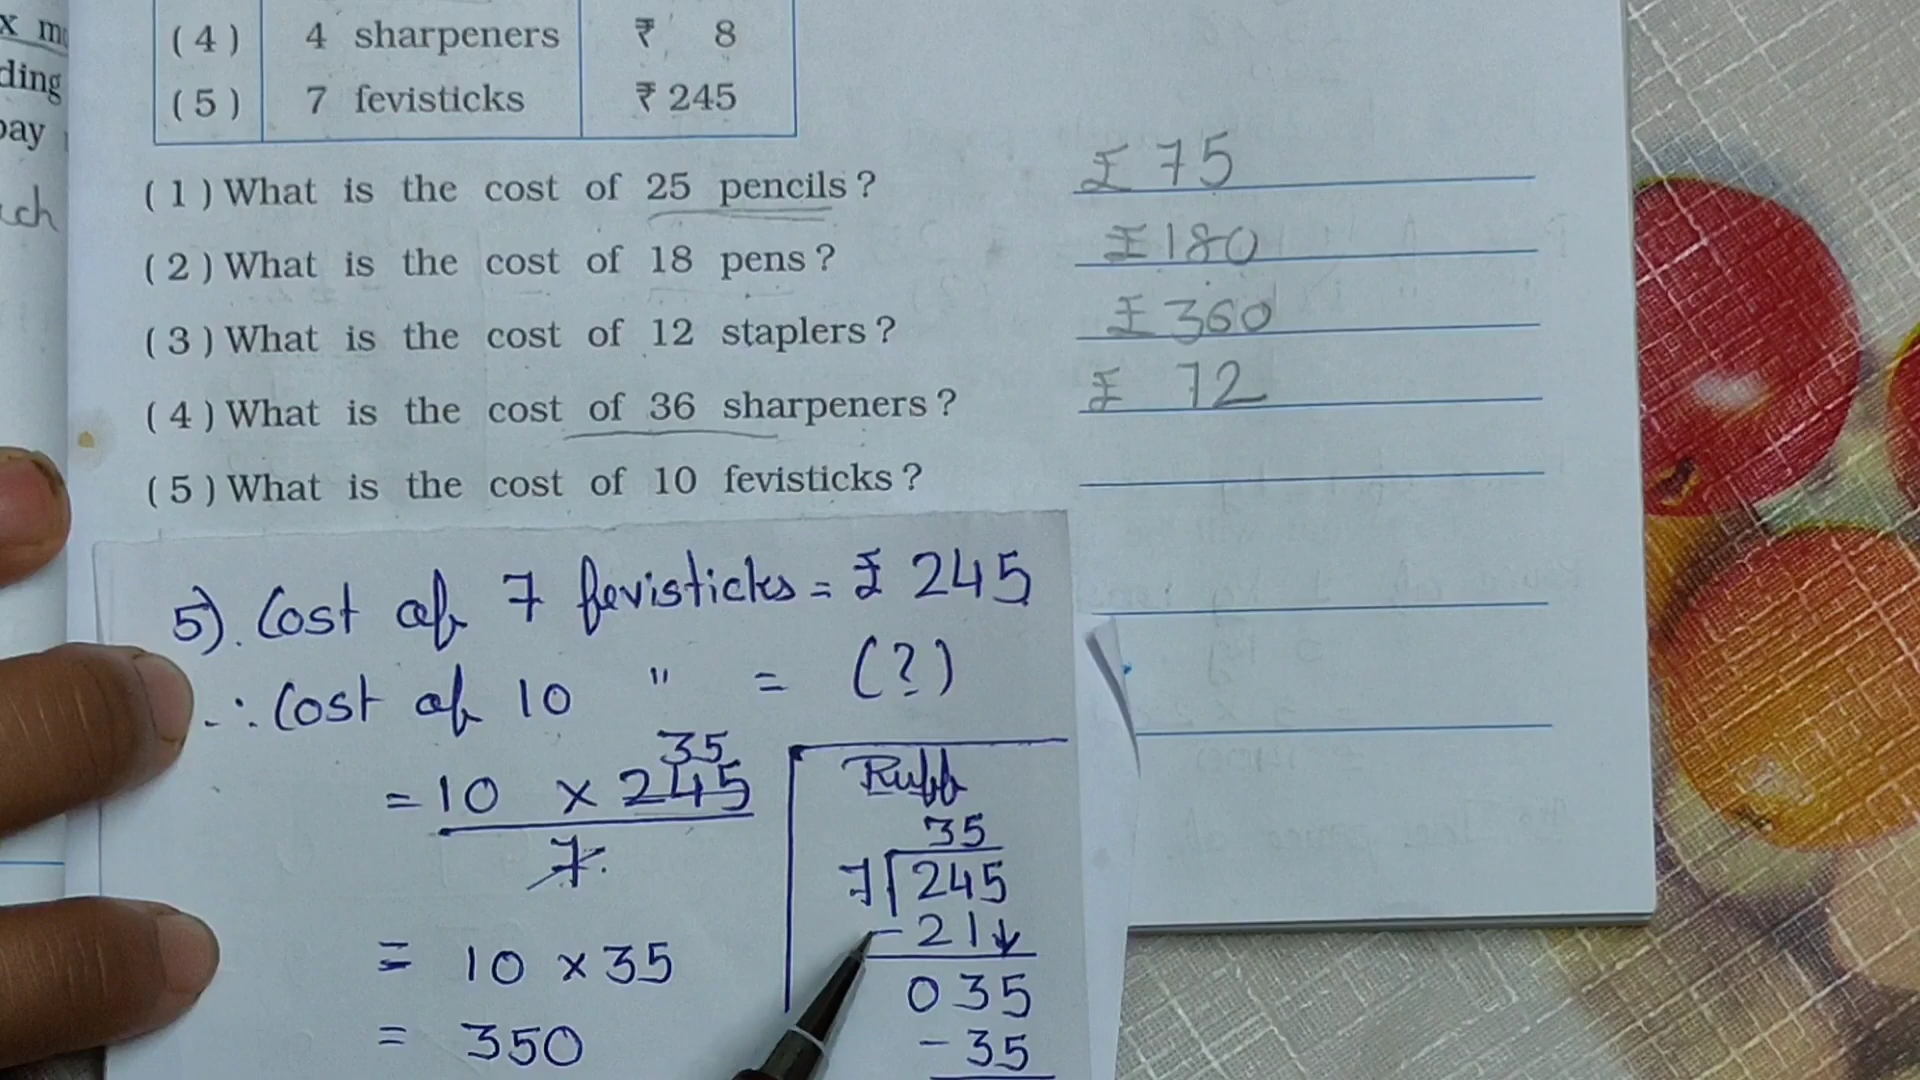 x m
ding
pay
ch
( 4 ) 4 sharpeners ₹ 8
( 5 ) 7 fevisticks ₹ 245
( 1 ) What is the cost of 25 pencils ? ₹ 75
( 2 ) What is the cost of 18 pens ? ₹ 180
( 3 ) What is the cost of 12 staplers ? ₹ 360
( 4 ) What is the cost of 36 sharpeners ? ₹ 72
( 5 ) What is the cost of 10 fevisticks ?
5). Cost of 7 fevisticks = ₹ 245
∴ Cost of 10 " = (?)
35
= 10 × 245
7
= 10 × 35
= 350
Ruff
35
7 245
- 21↓
035
- 35